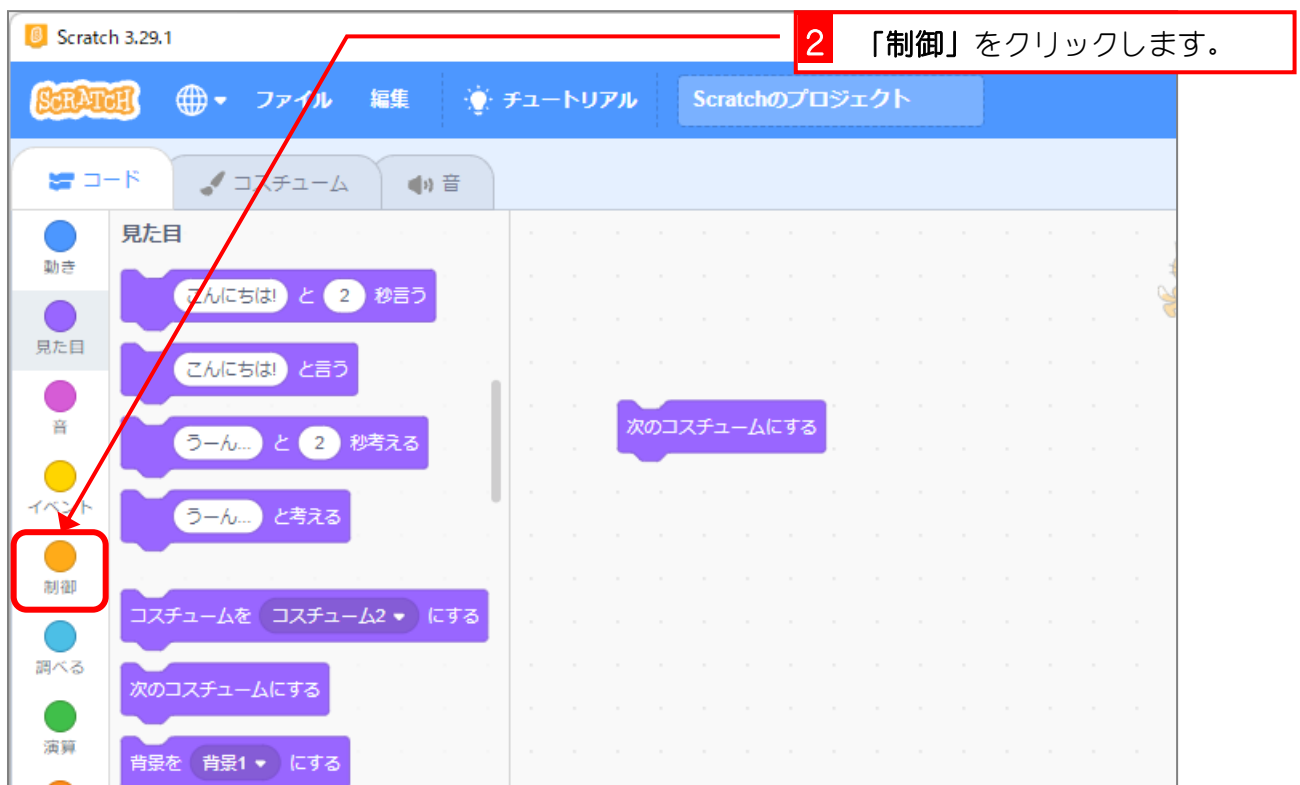 Scratch 3.29.1
2 「制御」をクリックします。
SCRATCH ファイル 編集 チュートリアル Scratchのプロジェクト
コード コスチューム 音
動き
見た目
音
イベント
制御
調べる
演算
見た目
こんにちは! と 2 秒言う
こんにちは! と言う
うーん... と 2 秒考える
うーん... と考える
コスチュームを コスチューム2 にする
次のコスチュームにする
背景を 背景1 にする
次のコスチュームにする